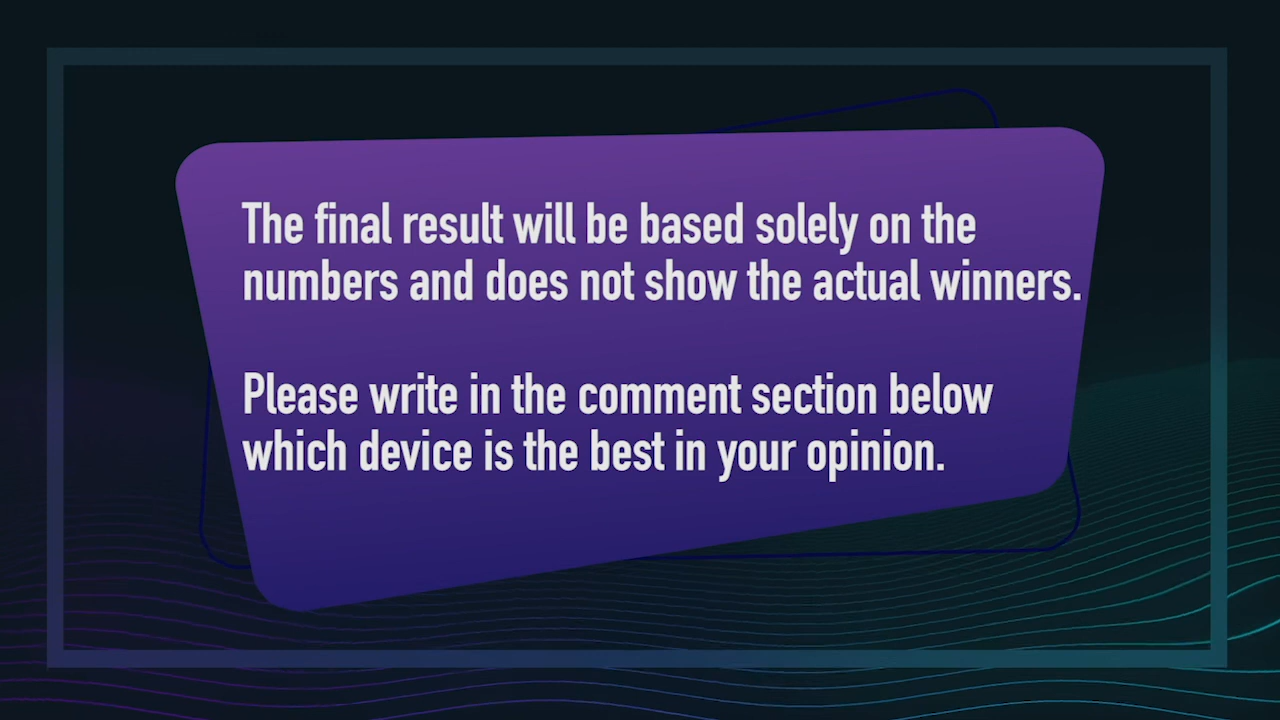 The final result will be based solely on the
numbers and does not show the actual winners.
Please write in the comment section below
which device is the best in your opinion.